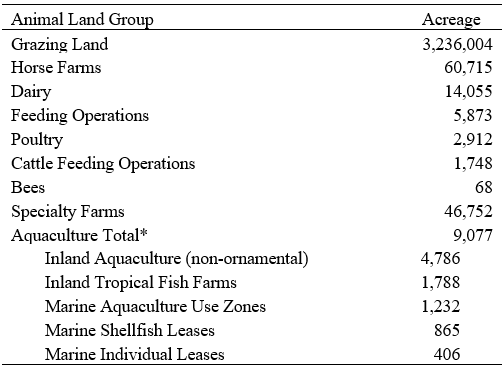 Animal Land Group Acreage
Grazing Land 3,236,004
Horse Farms 60,715
Dairy 14,055
Feeding Operations 5,873
Poultry 2,912
Cattle Feeding Operations 1,748
Bees 68
Specialty Farms 46,752
Aquaculture Total* 9,077
Inland Aquaculture (non-ornamental) 4,786
Inland Tropical Fish Farms 1,788
Marine Aquaculture Use Zones 1,232
Marine Shellfish Leases 865
Marine Individual Leases 406